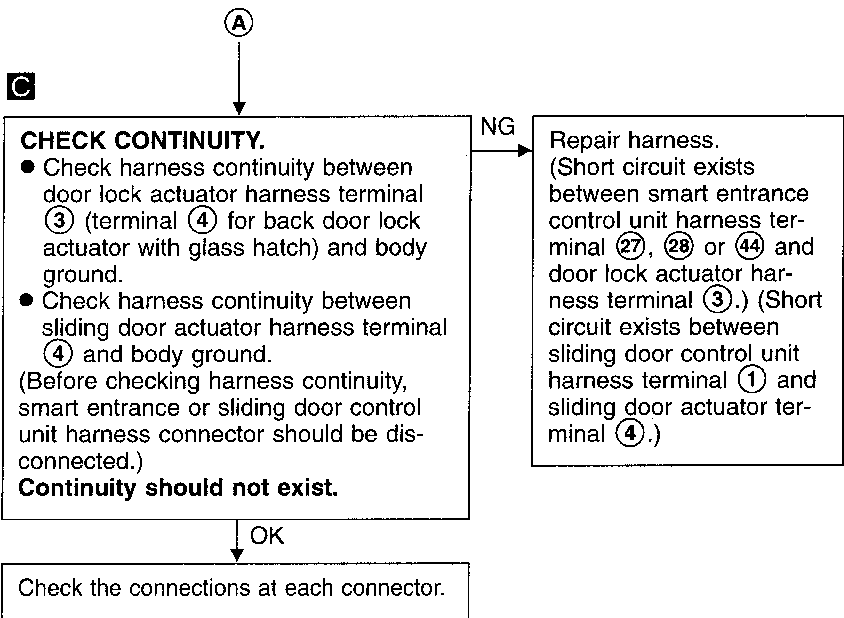 Ⓐ
C
CHECK CONTINUITY.
● Check harness continuity between
door lock actuator harness terminal
③ (terminal ④ for back door lock
actuator with glass hatch) and body
ground.
● Check harness continuity between
sliding door actuator harness terminal
④ and body ground.
(Before checking harness continuity,
smart entrance or sliding door control
unit harness connector should be dis-
connected.)
Continuity should not exist.
NG
Repair harness.
(Short circuit exists
between smart entrance
control unit harness ter-
minal ㉗, ㉘ or ㊹ and
door lock actuator har-
ness terminal ③.) (Short
circuit exists between
sliding door control unit
harness terminal ① and
sliding door actuator ter-
minal ④.)
OK
Check the connections at each connector.